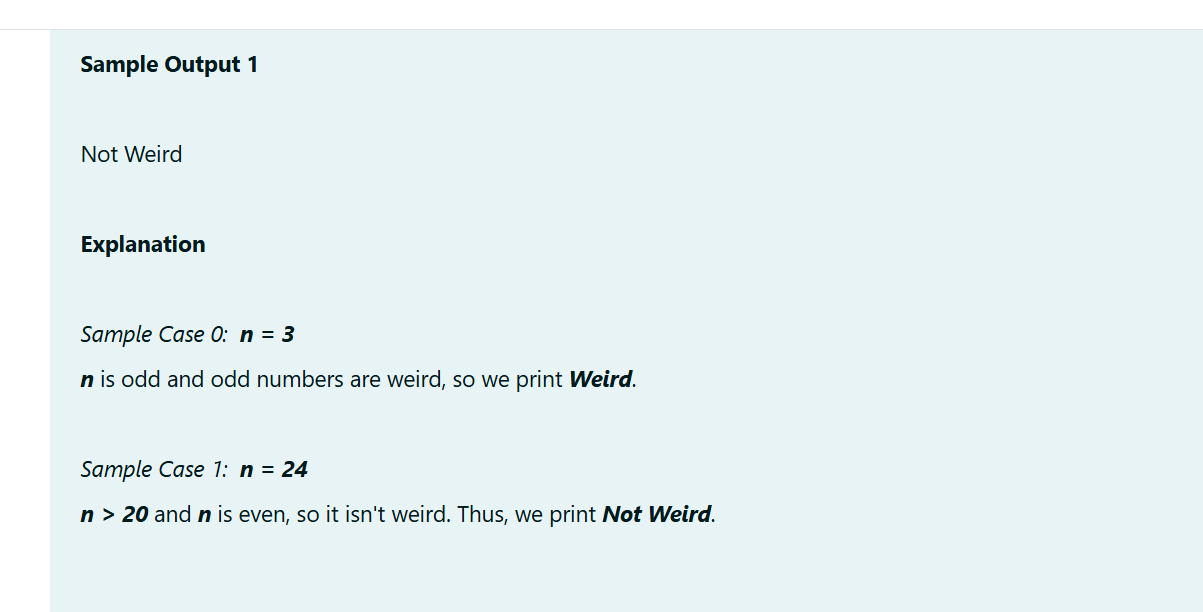 Sample Output 1
Not Weird
Explanation
Sample Case 0: n = 3
n is odd and odd numbers are weird, so we print Weird.
Sample Case 1: n = 24
n > 20 and n is even, so it isn't weird. Thus, we print Not Weird.